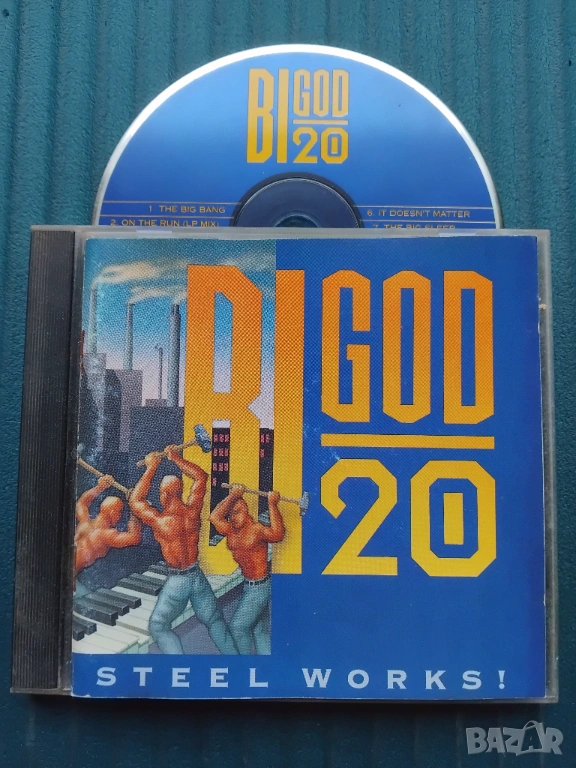 BI GOD
20
1 THE BIG BANG
2 ON THE RUN (LP MIX)
6 IT DOESN'T MATTER
7 THE BIG SLEEP
BI GOD
20
STEEL WORKS!
BAZAR